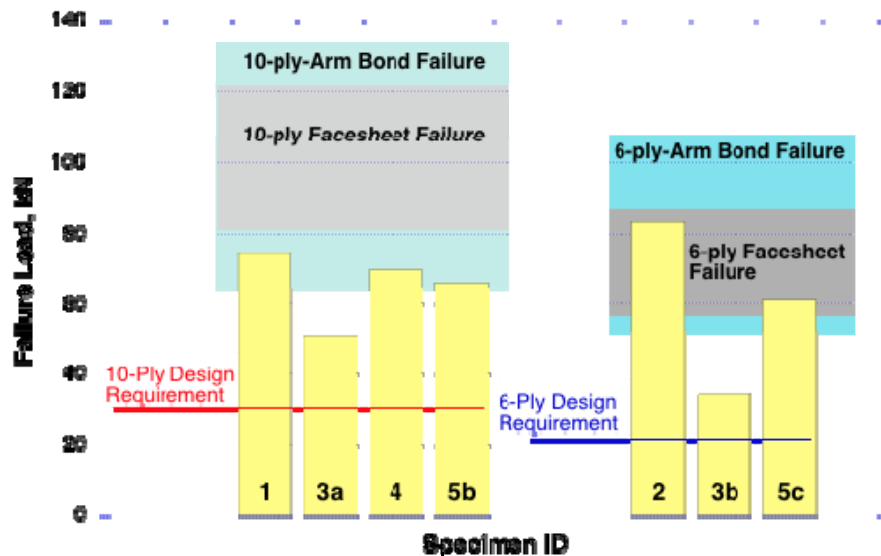 140
120
100
80
60
40
20
0
Failure Load, kN
10-ply-Arm Bond Failure
10-ply Facesheet Failure
6-ply-Arm Bond Failure
6-ply Facesheet
Failure
10-Ply Design
Requirement
6-Ply Design
Requirement
1
3a
4
5b
2
3b
5c
Specimen ID